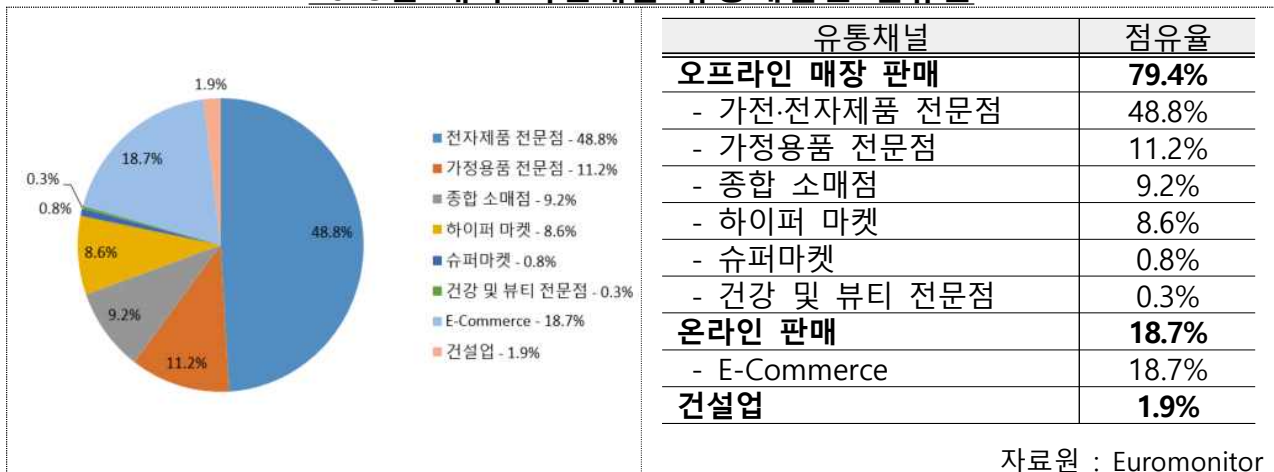 1.9%
18.7%
0.3%
0.8%
8.6%
9.2%
11.2%
48.8%
전자제품 전문점 - 48.8%
가정용품 전문점 - 11.2%
종합 소매점 - 9.2%
하이퍼 마켓 - 8.6%
슈퍼마켓 - 0.8%
건강 및 뷰티 전문점 - 0.3%
E-Commerce - 18.7%
건설업 - 1.9%
유통채널 점유율
오프라인 매장 판매 79.4%
- 가전·전자제품 전문점 48.8%
- 가정용품 전문점 11.2%
- 종합 소매점 9.2%
- 하이퍼 마켓 8.6%
- 슈퍼마켓 0.8%
- 건강 및 뷰티 전문점 0.3%
온라인 판매 18.7%
- E-Commerce 18.7%
건설업 1.9%
자료원 : Euromonitor